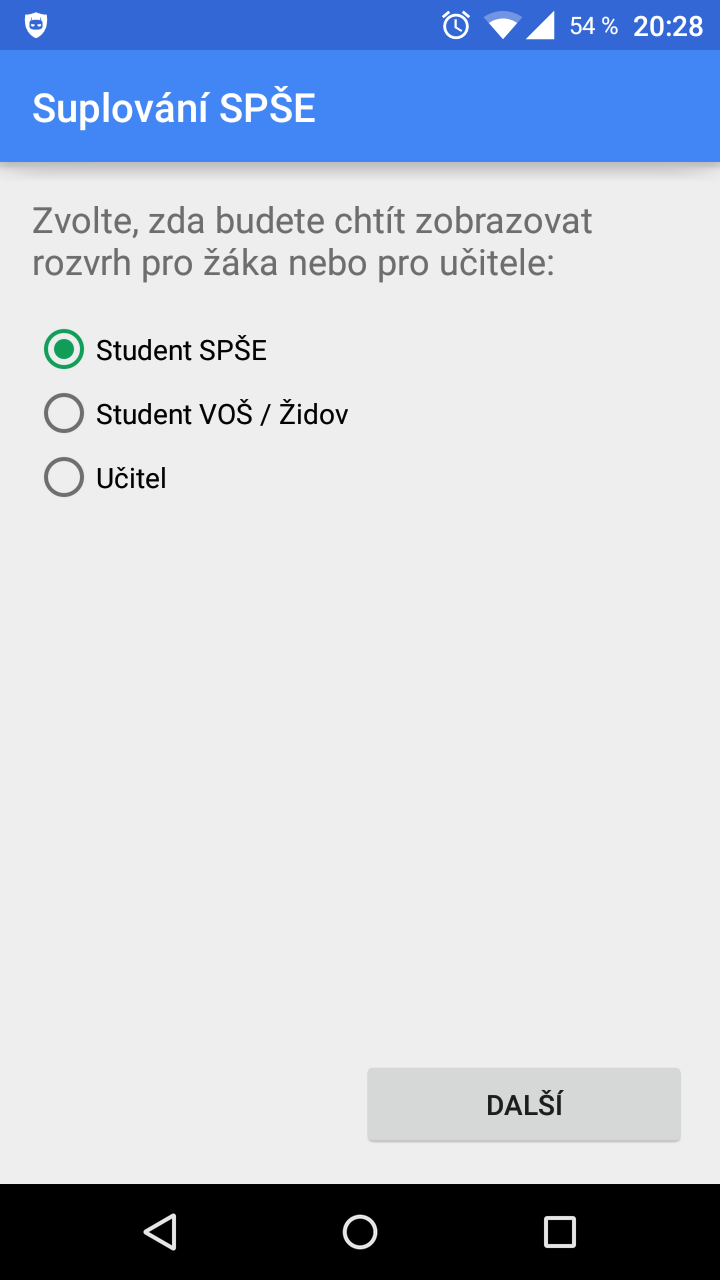 54 % 20:28
Suplování SPŠE
Zvolte, zda budete chtít zobrazovat
rozvrh pro žáka nebo pro učitele:
Student SPŠE
Student VOŠ / Židov
Učitel
DALŠÍ